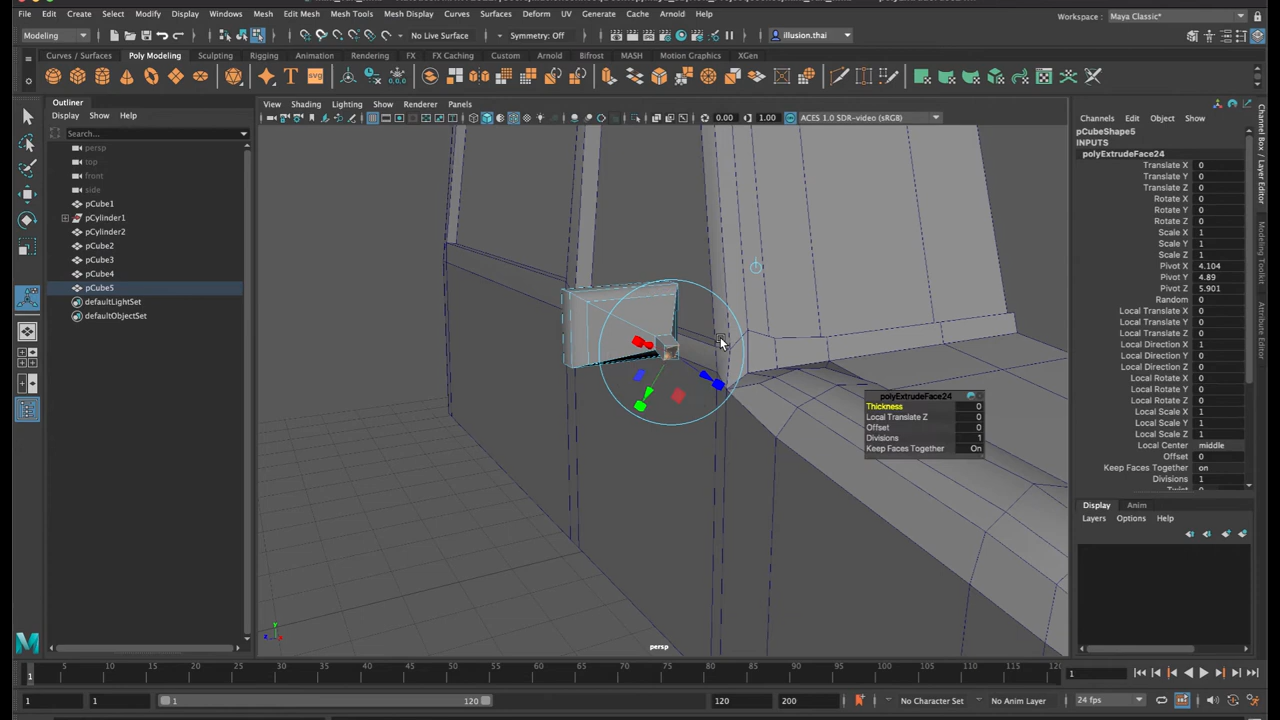 File Edit Create Select Modify Display Windows Mesh Edit Mesh Mesh Tools Mesh Display Curves Surfaces Deform UV Generate Cache Arnold Help
Workspace : Maya Classic*
Modeling
No Live Surface
Symmetry: Off
illusion.thai
Curves / Surfaces Poly Modeling Sculpting Rigging Animation Rendering FX FX Caching Custom Arnold Bifrost MASH Motion Graphics XGen
SVG
Outliner
Display Show Help
Search...
persp
top
front
side
pCube1
pCylinder1
pCylinder2
pCube2
pCube3
pCube4
pCube5
defaultLightSet
defaultObjectSet
View Shading Lighting Show Renderer Panels
0.00 1.00 ACES 1.0 SDR-video (sRGB)
polyExtrudeFace24
Thickness 0
Local Translate Z 0
Offset 0
Divisions 1
Keep Faces Together On
persp
Channels Edit Object Show
pCubeShape5
INPUTS
polyExtrudeFace24
Translate X 0
Translate Y 0
Translate Z 0
Rotate X 0
Rotate Y 0
Rotate Z 0
Scale X 1
Scale Y 1
Scale Z 1
Pivot X 4.104
Pivot Y 4.89
Pivot Z 5.901
Random 0
Local Translate X 0
Local Translate Y 0
Local Translate Z 0
Local Direction X 1
Local Direction Y 0
Local Direction Z 0
Local Rotate X 0
Local Rotate Y 0
Local Rotate Z 0
Local Scale X 1
Local Scale Y 1
Local Scale Z 1
Local Center middle
Offset 0
Keep Faces Together on
Divisions 1
Channel Box / Layer Editor
Modeling Toolkit
Attribute Editor
Display Anim
Layers Options Help
1 5 10 15 20 25 30 35 40 45 50 55 60 65 70 75 80 85 90 95 100 105 110 115 120
1
1 1 1 120 120 200 No Character Set No Anim Layer 24 fps